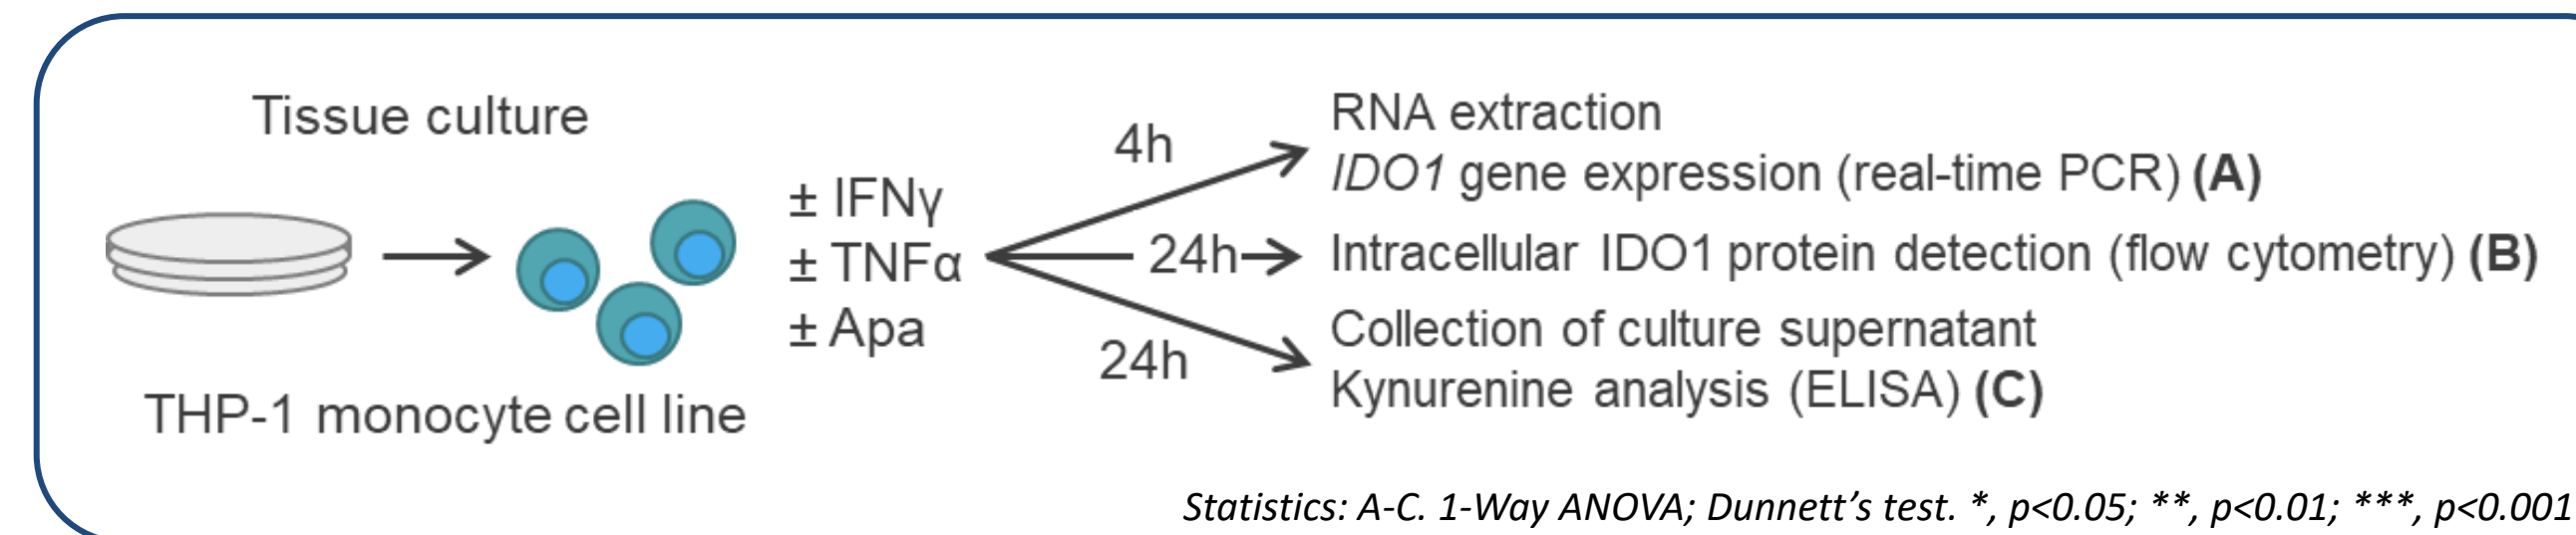 Tissue culture
THP-1 monocyte cell line
± IFNγ
± TNFα
± Apa
4h
24h
24h
RNA extraction
IDO1 gene expression (real-time PCR) (A)
Intracellular IDO1 protein detection (flow cytometry) (B)
Collection of culture supernatant
Kynurenine analysis (ELISA) (C)
Statistics: A-C. 1-Way ANOVA; Dunnett’s test. *, p<0.05; **, p<0.01; ***, p<0.001